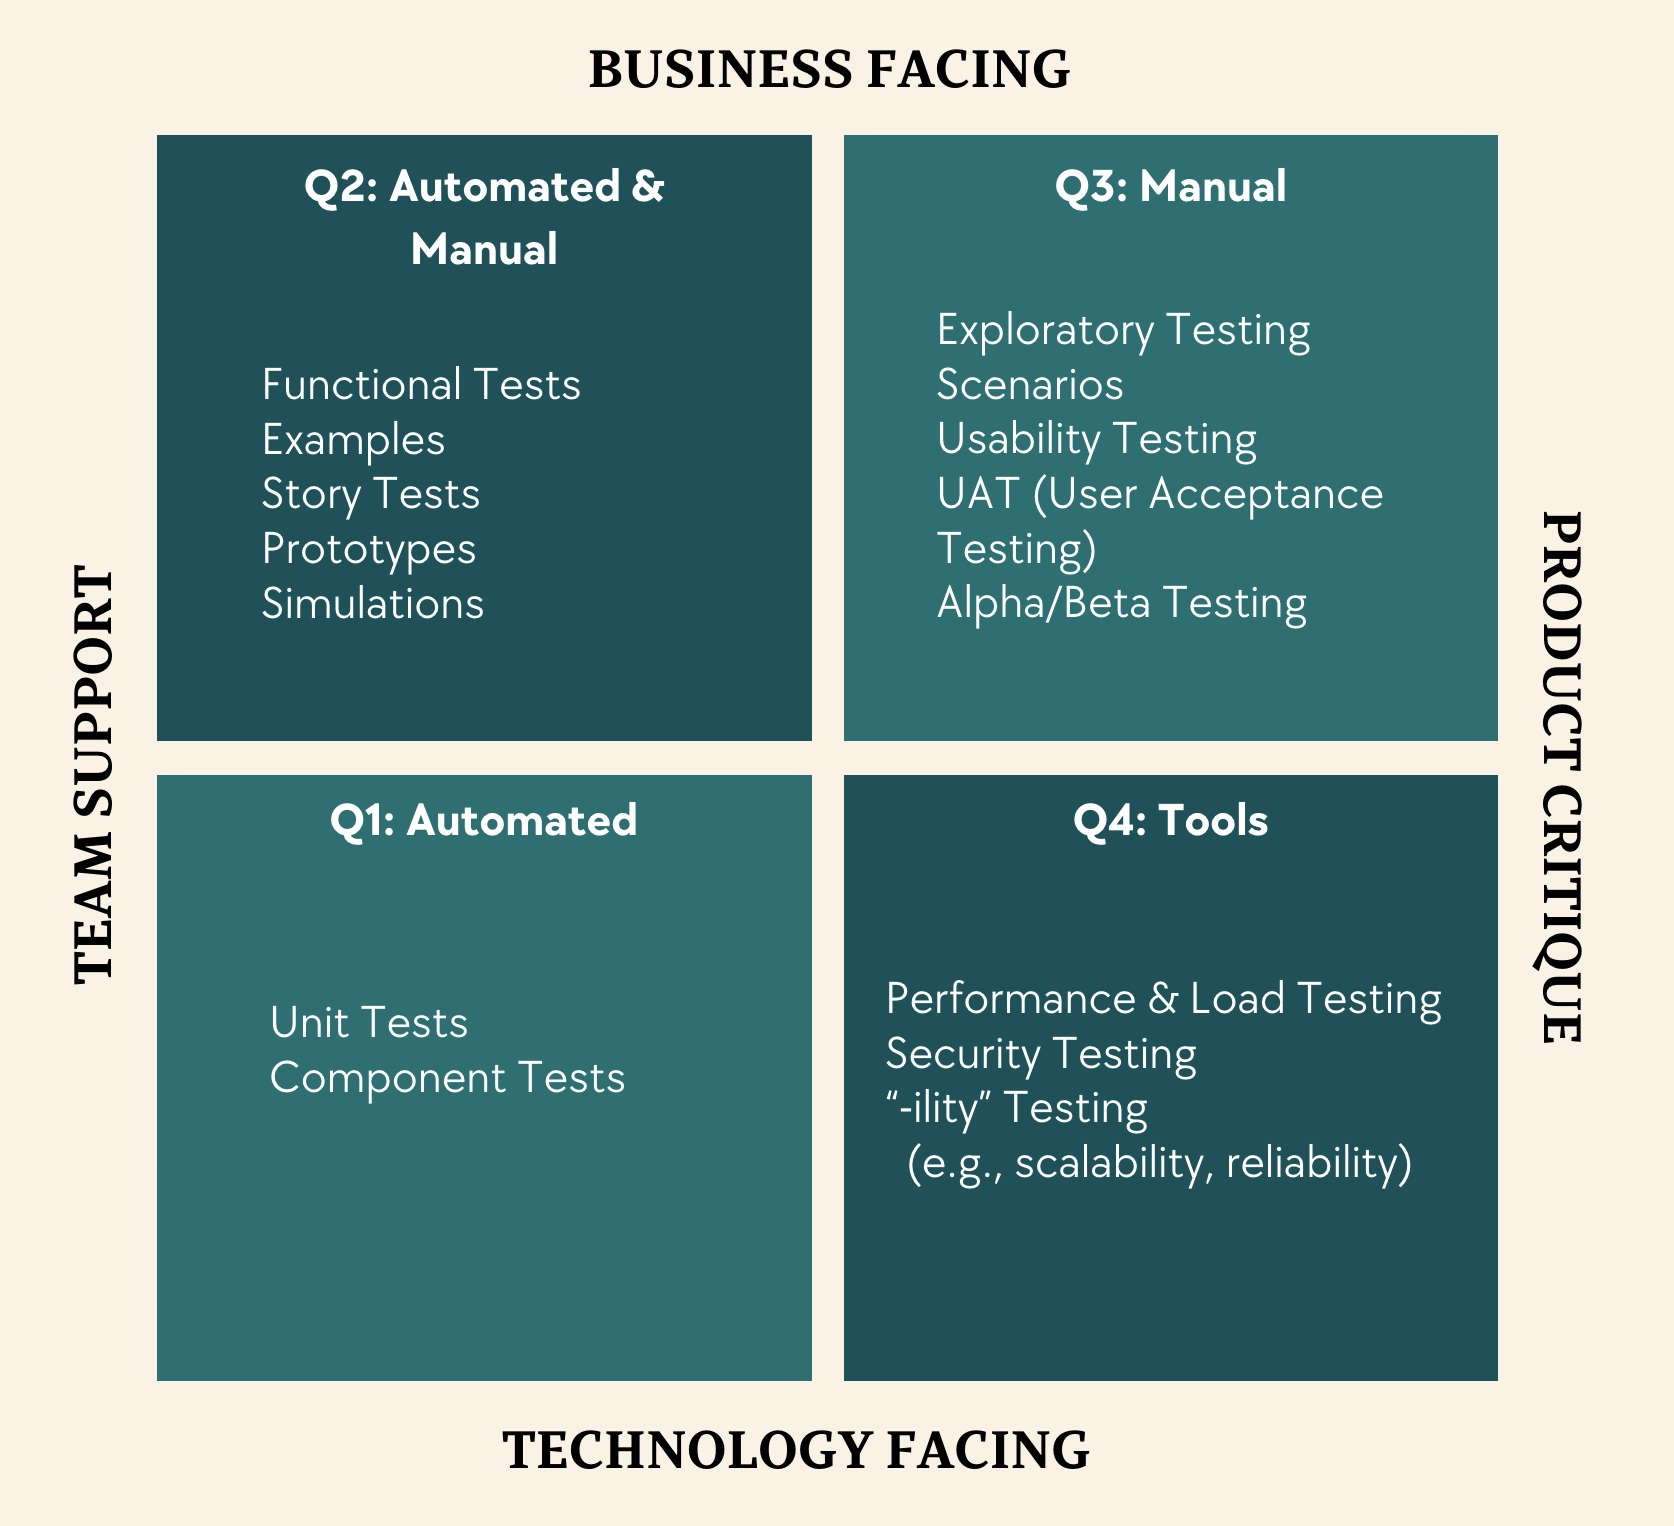 BUSINESS FACING
Q2: Automated &
Manual
Functional Tests
Examples
Story Tests
Prototypes
Simulations
Q3: Manual
Exploratory Testing
Scenarios
Usability Testing
UAT (User Acceptance
Testing)
Alpha/Beta Testing
TEAM SUPPORT
PRODUCT CRITIQUE
Q1: Automated
Unit Tests
Component Tests
Q4: Tools
Performance & Load Testing
Security Testing
“-ility” Testing
(e.g., scalability, reliability)
TECHNOLOGY FACING